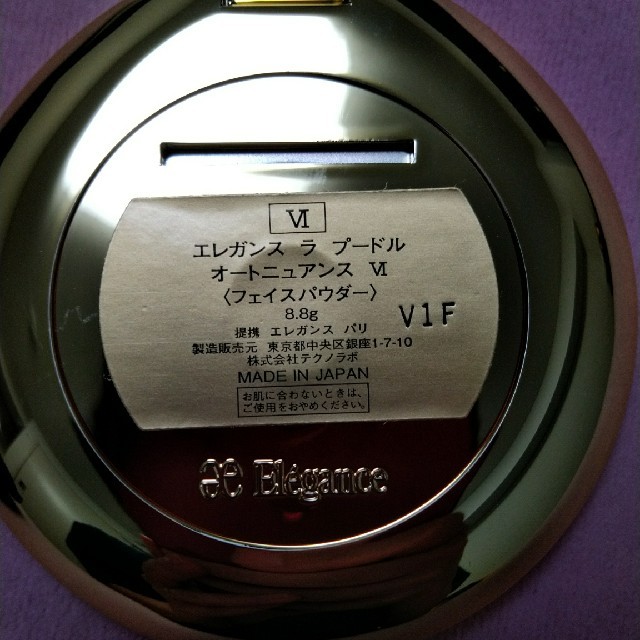 Ⅵ
エレガンス ラ プードル
オートニュアンス Ⅵ
〈フェイスパウダー〉
8.8g
V1F
提携 エレガンス パリ
製造販売元 東京都中央区銀座1-7-10
株式会社テクノラボ
MADE IN JAPAN
お肌に合わないときは、
ご使用をおやめください。
Elégance